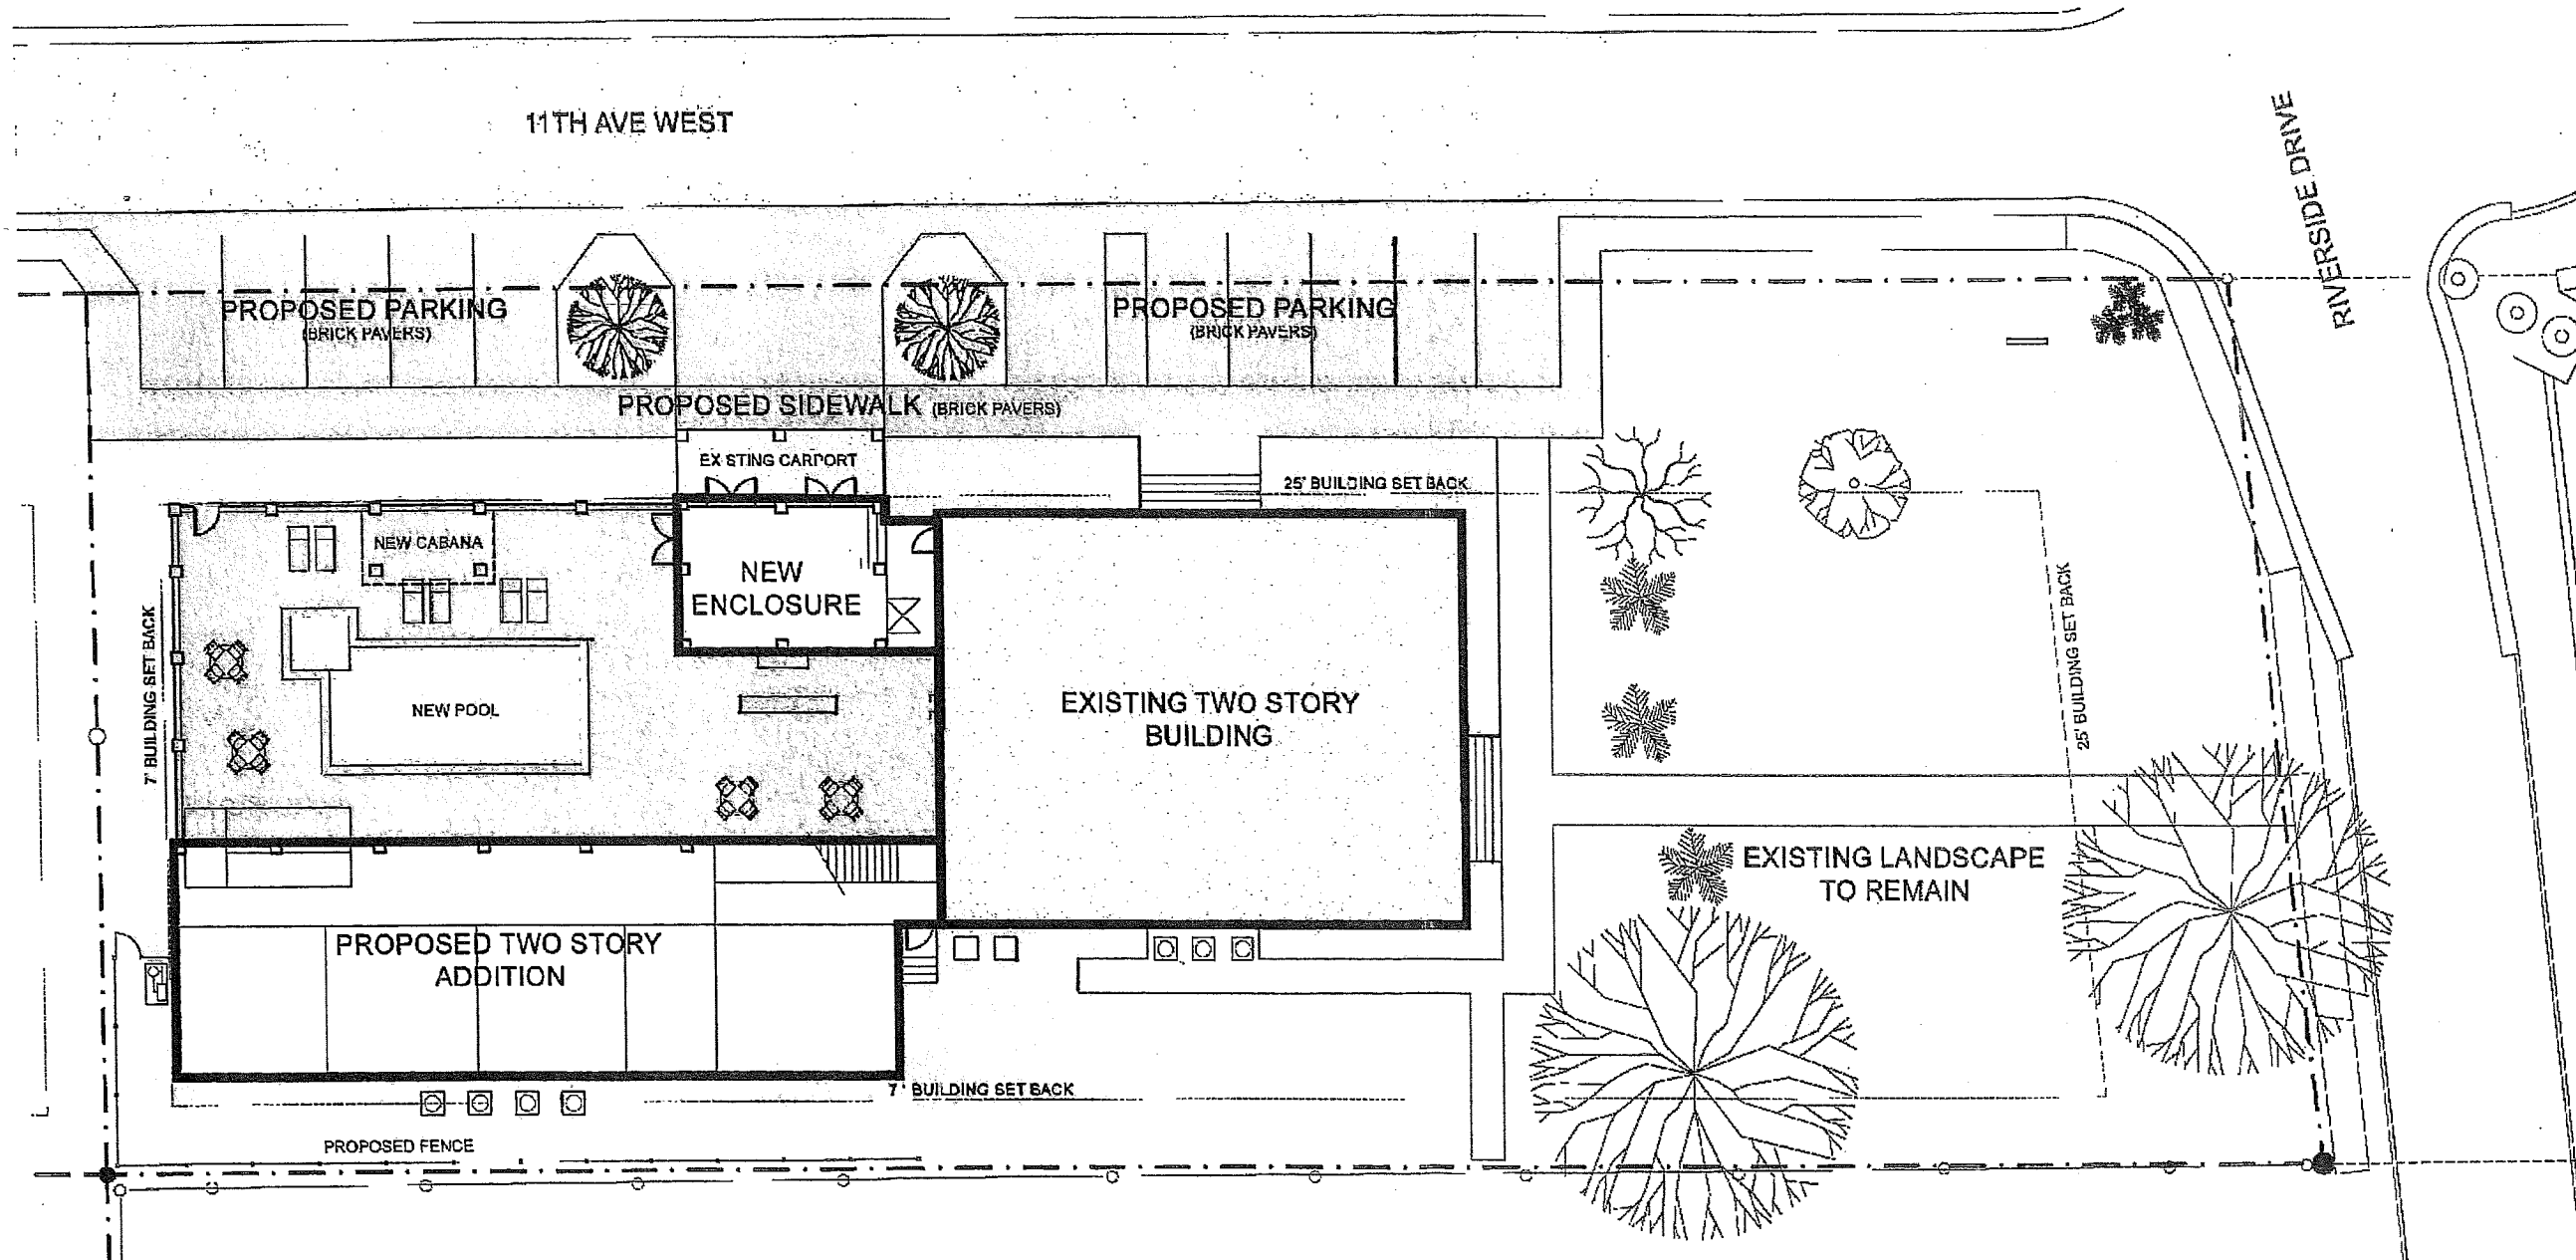 11TH AVE WEST
RIVERSIDE DRIVE
PROPOSED PARKING
(BRICK PAVERS)
PROPOSED PARKING
(BRICK PAVERS)
PROPOSED SIDEWALK (BRICK PAVERS)
EXISTING CARPORT
25' BUILDING SET BACK
NEW CABANA
NEW
ENCLOSURE
7' BUILDING SET BACK
NEW POOL
EXISTING TWO STORY
BUILDING
25' BUILDING SET BACK
EXISTING LANDSCAPE
TO REMAIN
PROPOSED TWO STORY
ADDITION
7' BUILDING SET BACK
PROPOSED FENCE